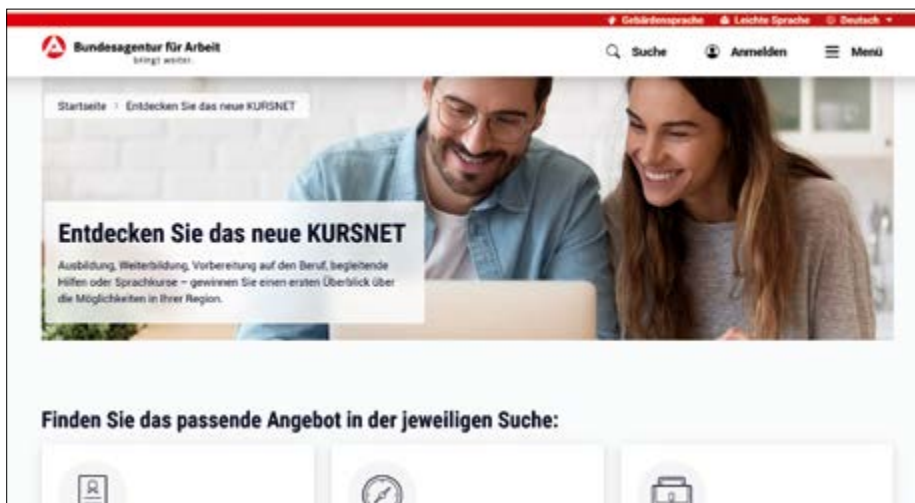 Gebärdensprache Leichte Sprache Deutsch
Bundesagentur für Arbeit
bringt weiter.
Suche Anmelden Menü
Startseite > Entdecken Sie das neue KURSNET
Entdecken Sie das neue KURSNET
Ausbildung, Weiterbildung, Vorbereitung auf den Beruf, begleitende
Hilfen oder Sprachkurse – gewinnen Sie einen ersten Überblick über
die Möglichkeiten in Ihrer Region.
Finden Sie das passende Angebot in der jeweiligen Suche: